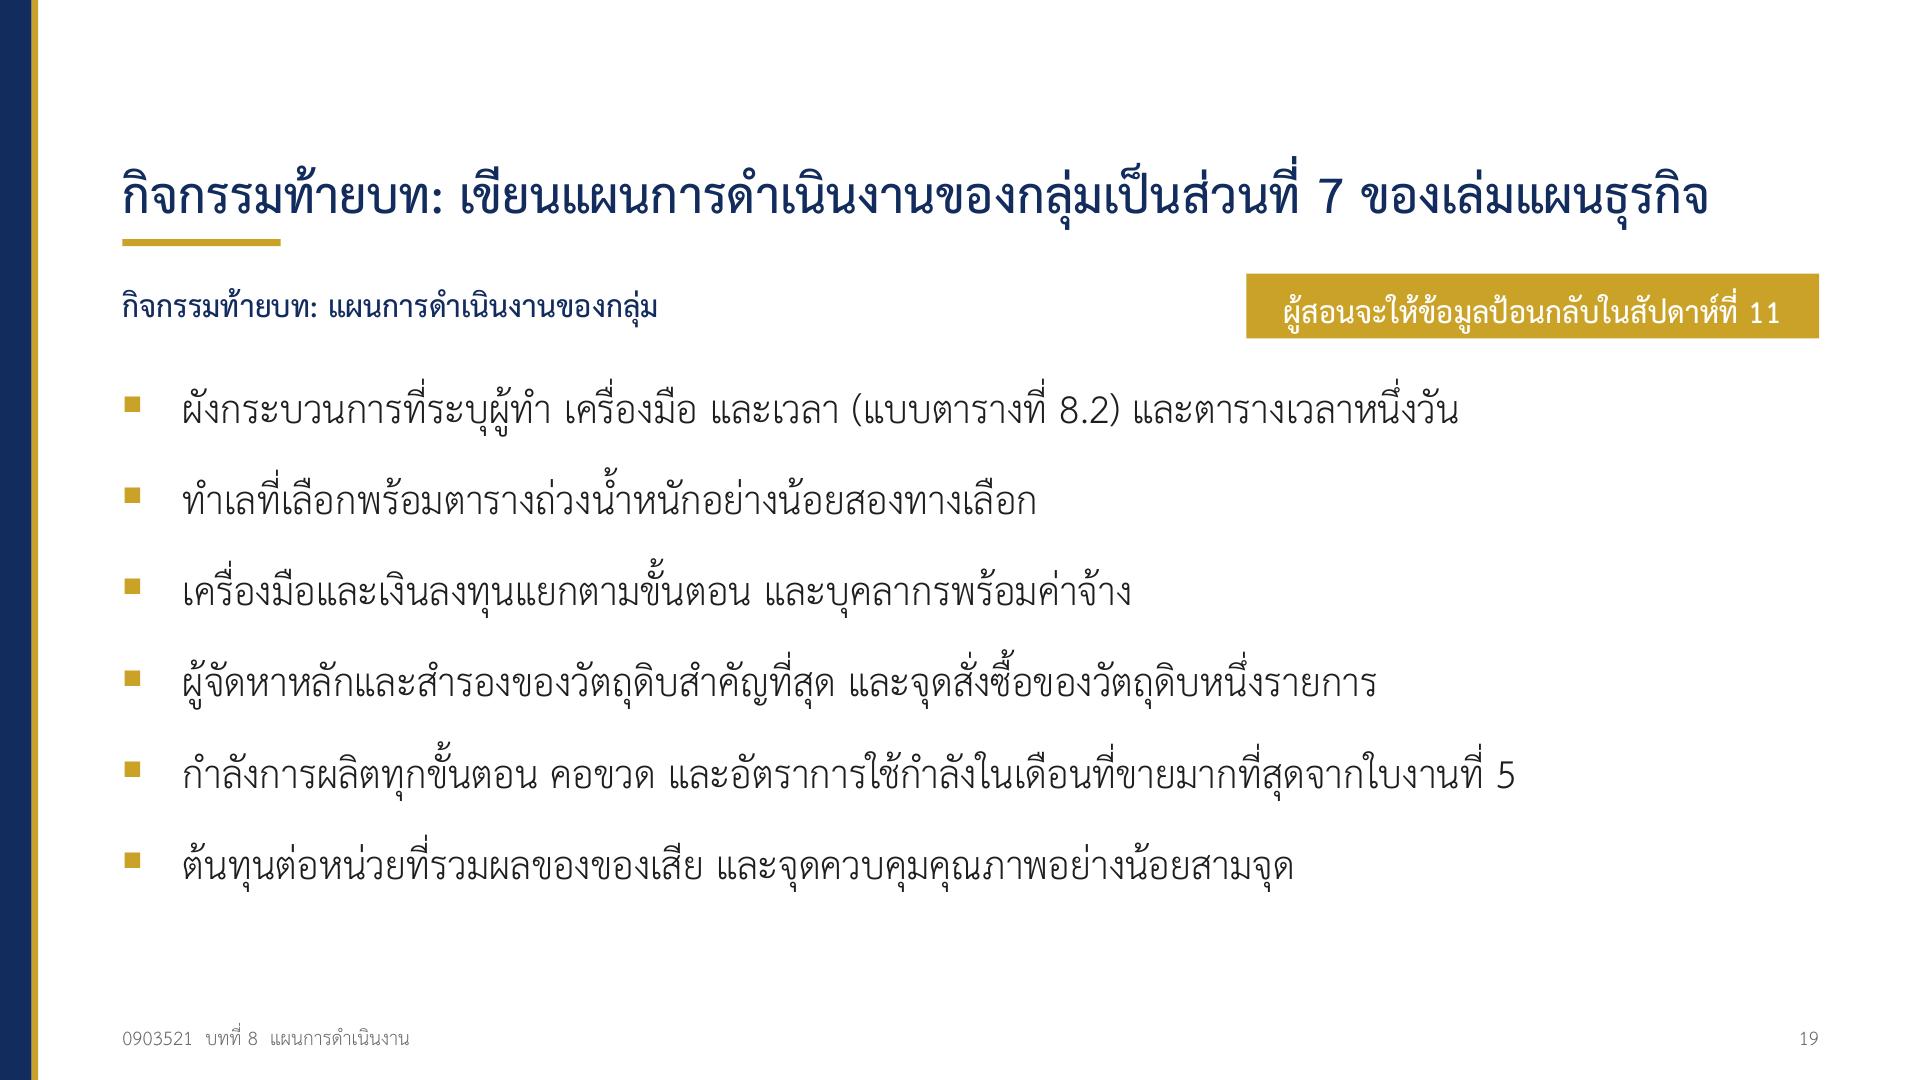 กิจกรรมท้ายบท: เขียนแผนการดำเนินงานของกลุ่มเป็นส่วนที่ 7 ของเล่มแผนธุรกิจ
กิจกรรมท้ายบท: แผนการดำเนินงานของกลุ่ม
ผู้สอนจะให้ข้อมูลป้อนกลับในสัปดาห์ที่ 11
ผังกระบวนการที่ระบุผู้ทำ เครื่องมือ และเวลา (แบบตารางที่ 8.2) และตารางเวลาหนึ่งวัน
ทำเลที่เลือกพร้อมตารางถ่วงน้ำหนักอย่างน้อยสองทางเลือก
เครื่องมือและเงินลงทุนแยกตามขั้นตอน และบุคลากรพร้อมค่าจ้าง
ผู้จัดหาหลักและสำรองของวัตถุดิบสำคัญที่สุด และจุดสั่งซื้อของวัตถุดิบหนึ่งรายการ
กำลังการผลิตทุกขั้นตอน คอขวด และอัตราการใช้กำลังในเดือนที่ขายมากที่สุดจากใบงานที่ 5
ต้นทุนต่อหน่วยที่รวมผลของของเสีย และจุดควบคุมคุณภาพอย่างน้อยสามจุด
0903521 บทที่ 8 แผนการดำเนินงาน
19